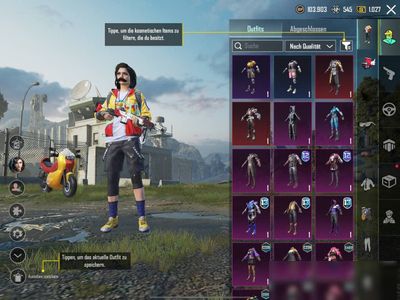 103,903
545
1,027
Tippe, um die kosmetischen Items zu
filtern, die du besitzt.
Outfits
Abgeschlossen
Suche
Nach Qualität
Tippen, um das aktuelle Outfit zu
speichern.